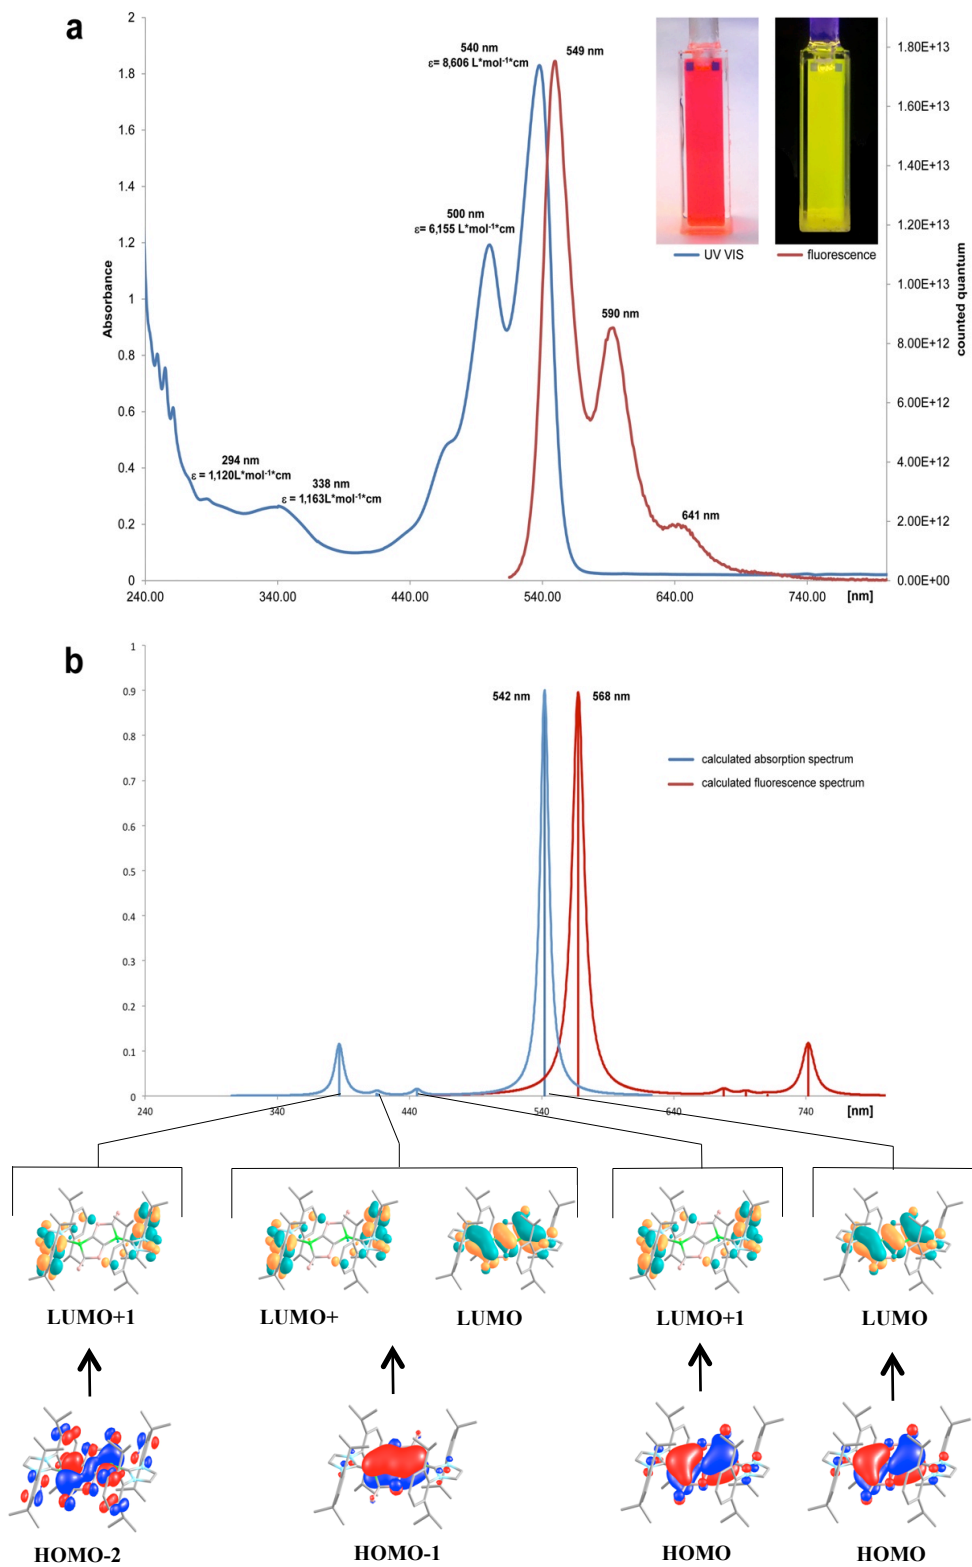 a
2
1.8
1.6
1.4
1.2
1
0.8
0.6
0.4
0.2
0
Absorbance
540 nm
ε= 8,606 L*mol⁻¹*cm
549 nm
500 nm
ε= 6,155 L*mol⁻¹*cm
590 nm
294 nm
ε = 1,120L*mol⁻¹*cm
338 nm
ε = 1,163L*mol⁻¹*cm
641 nm
UV VIS
fluorescence
1.80E+13
1.60E+13
1.40E+13
1.20E+13
1.00E+13
8.00E+12
6.00E+12
4.00E+12
2.00E+12
0.00E+00
counted quantum
240.00 340.00 440.00 540.00 640.00 740.00 [nm]
b
1
0.9
0.8
0.7
0.6
0.5
0.4
0.3
0.2
0.1
0
542 nm
568 nm
calculated absorption spectrum
calculated fluorescence spectrum
240 340 440 540 640 740 [nm]
LUMO+1 LUMO+ LUMO LUMO+1 LUMO
HOMO-2 HOMO-1 HOMO HOMO